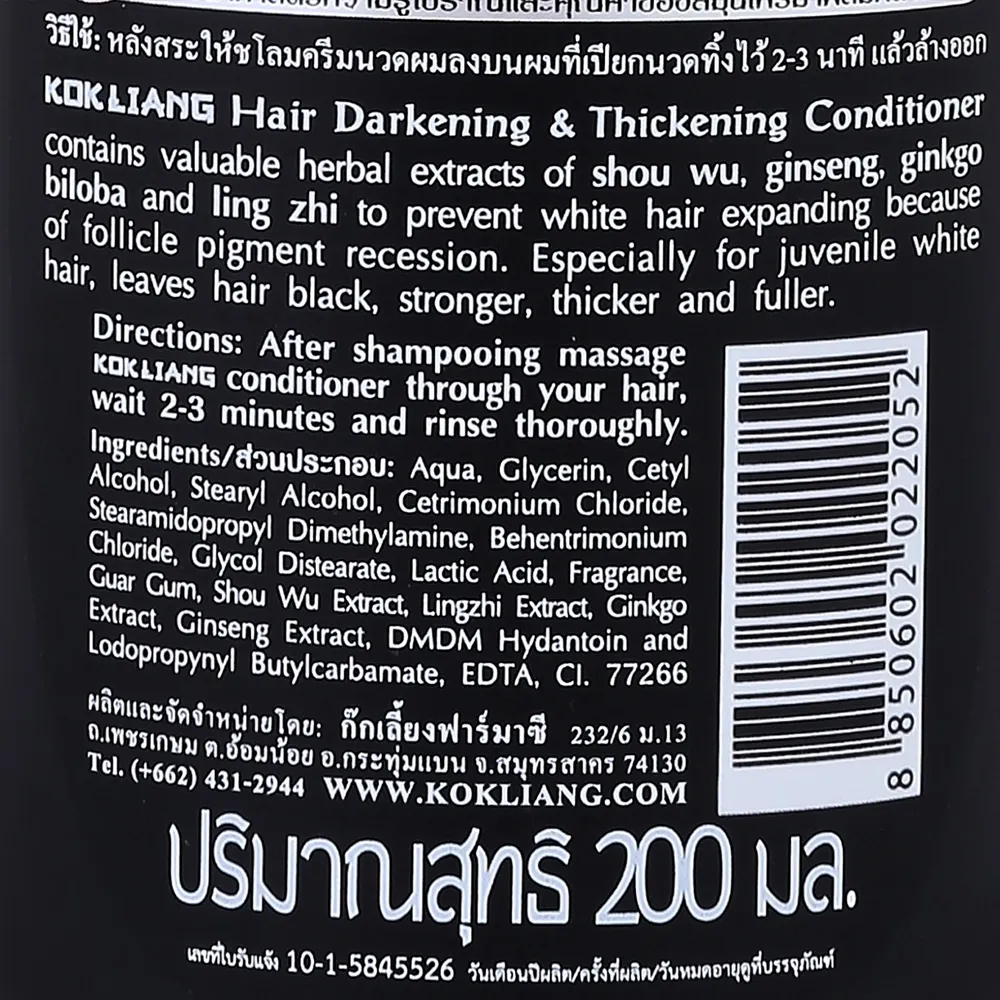 วิธีใช้: หลังสระให้ชโลมครีมนวดผมลงบนผมที่เปียกนวดทิ้งไว้ 2-3 นาที แล้วล้างออก
KOKLIANG Hair Darkening & Thickening Conditioner
contains valuable herbal extracts of shou wu, ginseng, ginkgo
biloba and ling zhi to prevent white hair expanding because
of follicle pigment recession. Especially for juvenile white
hair, leaves hair black, stronger, thicker and fuller.
Directions: After shampooing massage
KOKLIANG conditioner through your hair,
wait 2-3 minutes and rinse thoroughly.
Ingredients/ส่วนประกอบ: Aqua, Glycerin, Cetyl
Alcohol, Stearyl Alcohol, Cetrimonium Chloride,
Stearamidopropyl Dimethylamine, Behentrimonium
Chloride, Glycol Distearate, Lactic Acid, Fragrance,
Guar Gum, Shou Wu Extract, Lingzhi Extract, Ginkgo
Extract, Ginseng Extract, DMDM Hydantoin and
Lodopropynyl Butylcarbamate, EDTA, CI. 77266
ผลิตและจัดจำหน่ายโดย: ก๊กเลี้ยงฟาร์มาซี 232/6 ม.13
ถ.เพชรเกษม ต.อ้อมน้อย อ.กระทุ่มแบน จ.สมุทรสาคร 74130
Tel. (+662) 431-2944 WWW.KOKLIANG.COM
8 850602 022052
ปริมาณสุทธิ 200 มล.
เลขที่ใบรับแจ้ง 10-1-5845526 วันเดือนปีผลิต/ครั้งที่ผลิต/วันหมดอายุดูที่บรรจุภัณฑ์